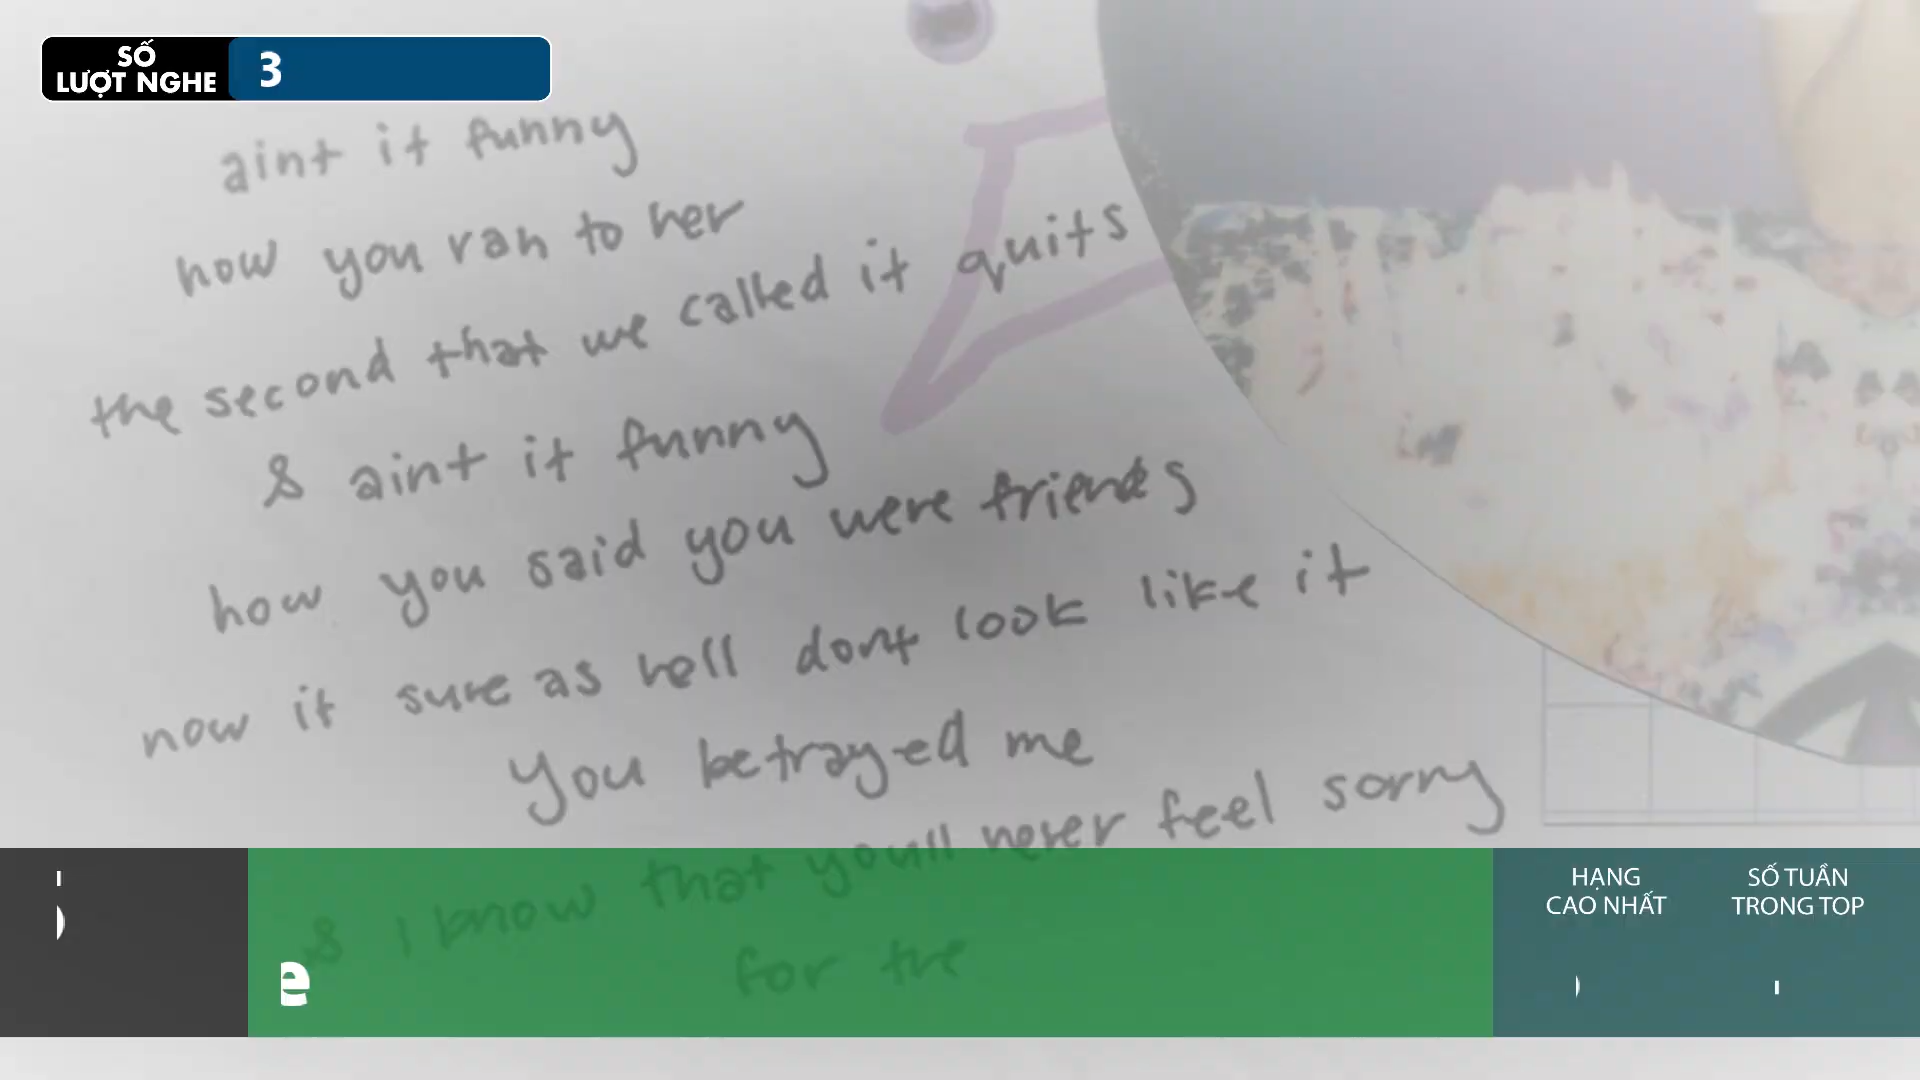 SỐ
LƯỢT NGHE
3
aint it funny
how you ran to her
the second that we called it quits
& aint it funny
how you said you were friends
now it sure as hell dont look like it
you betrayed me
& i know that you'll never feel sorry
for the
HẠNG
CAO NHẤT
SỐ TUẦN
TRONG TOP
e